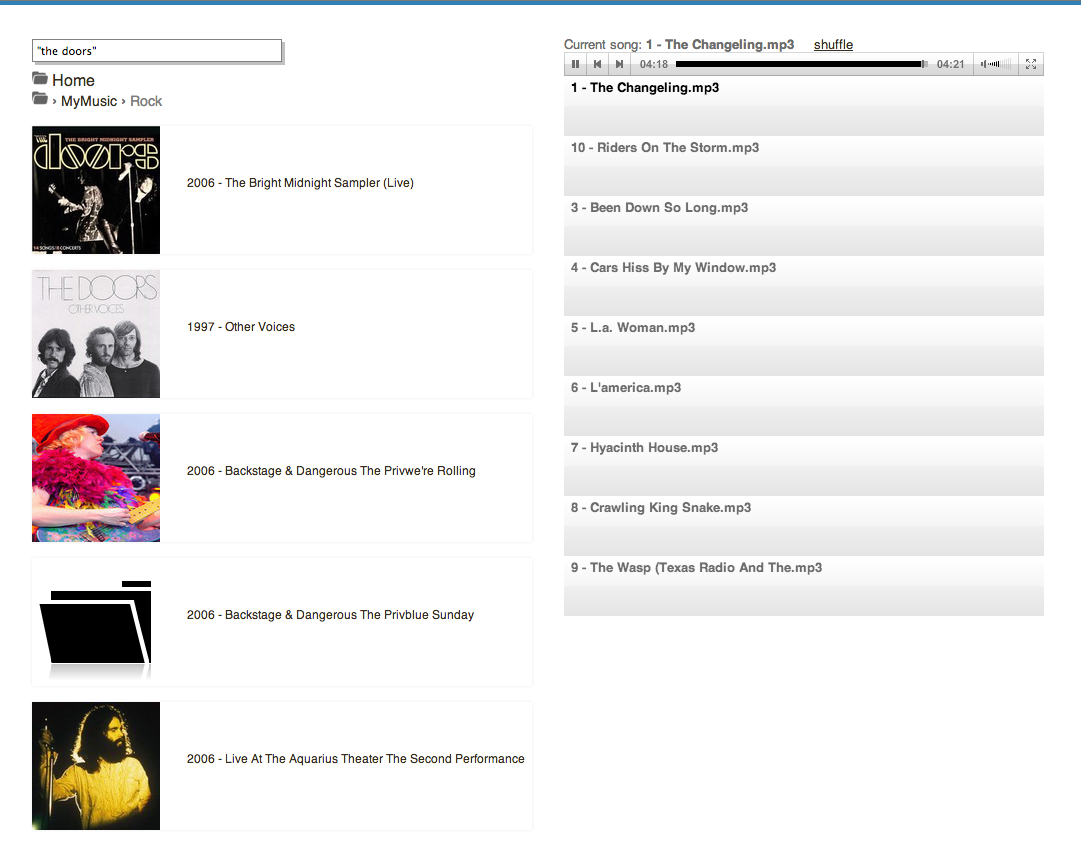 "the doors"
Home
› MyMusic › Rock
THE BRIGHT MIDNIGHT SAMPLER
doors
14 SONGS/8 CONCERTS
2006 - The Bright Midnight Sampler (Live)
THE DOORS
OTHER VOICES
1997 - Other Voices
2006 - Backstage & Dangerous The Privwe're Rolling
2006 - Backstage & Dangerous The Privblue Sunday
2006 - Live At The Aquarius Theater The Second Performance
Current song: 1 - The Changeling.mp3 shuffle
04:18 04:21
1 - The Changeling.mp3
10 - Riders On The Storm.mp3
3 - Been Down So Long.mp3
4 - Cars Hiss By My Window.mp3
5 - L.a. Woman.mp3
6 - L'america.mp3
7 - Hyacinth House.mp3
8 - Crawling King Snake.mp3
9 - The Wasp (Texas Radio And The.mp3